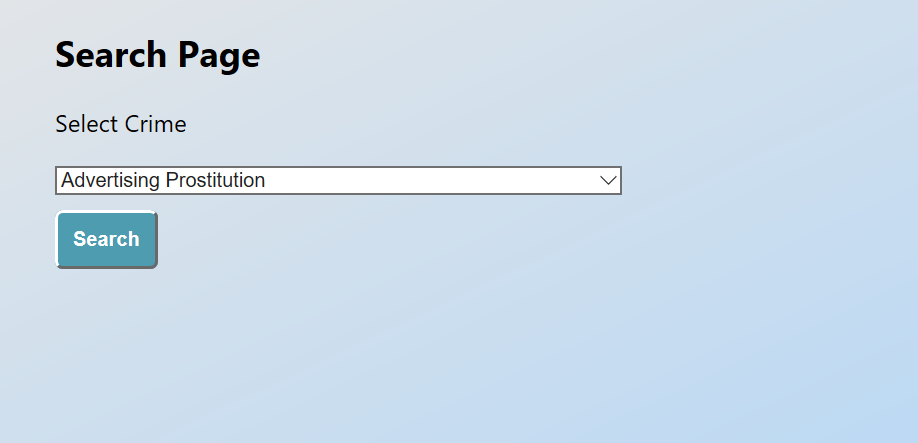 Search Page
Select Crime
Advertising Prostitution
Search